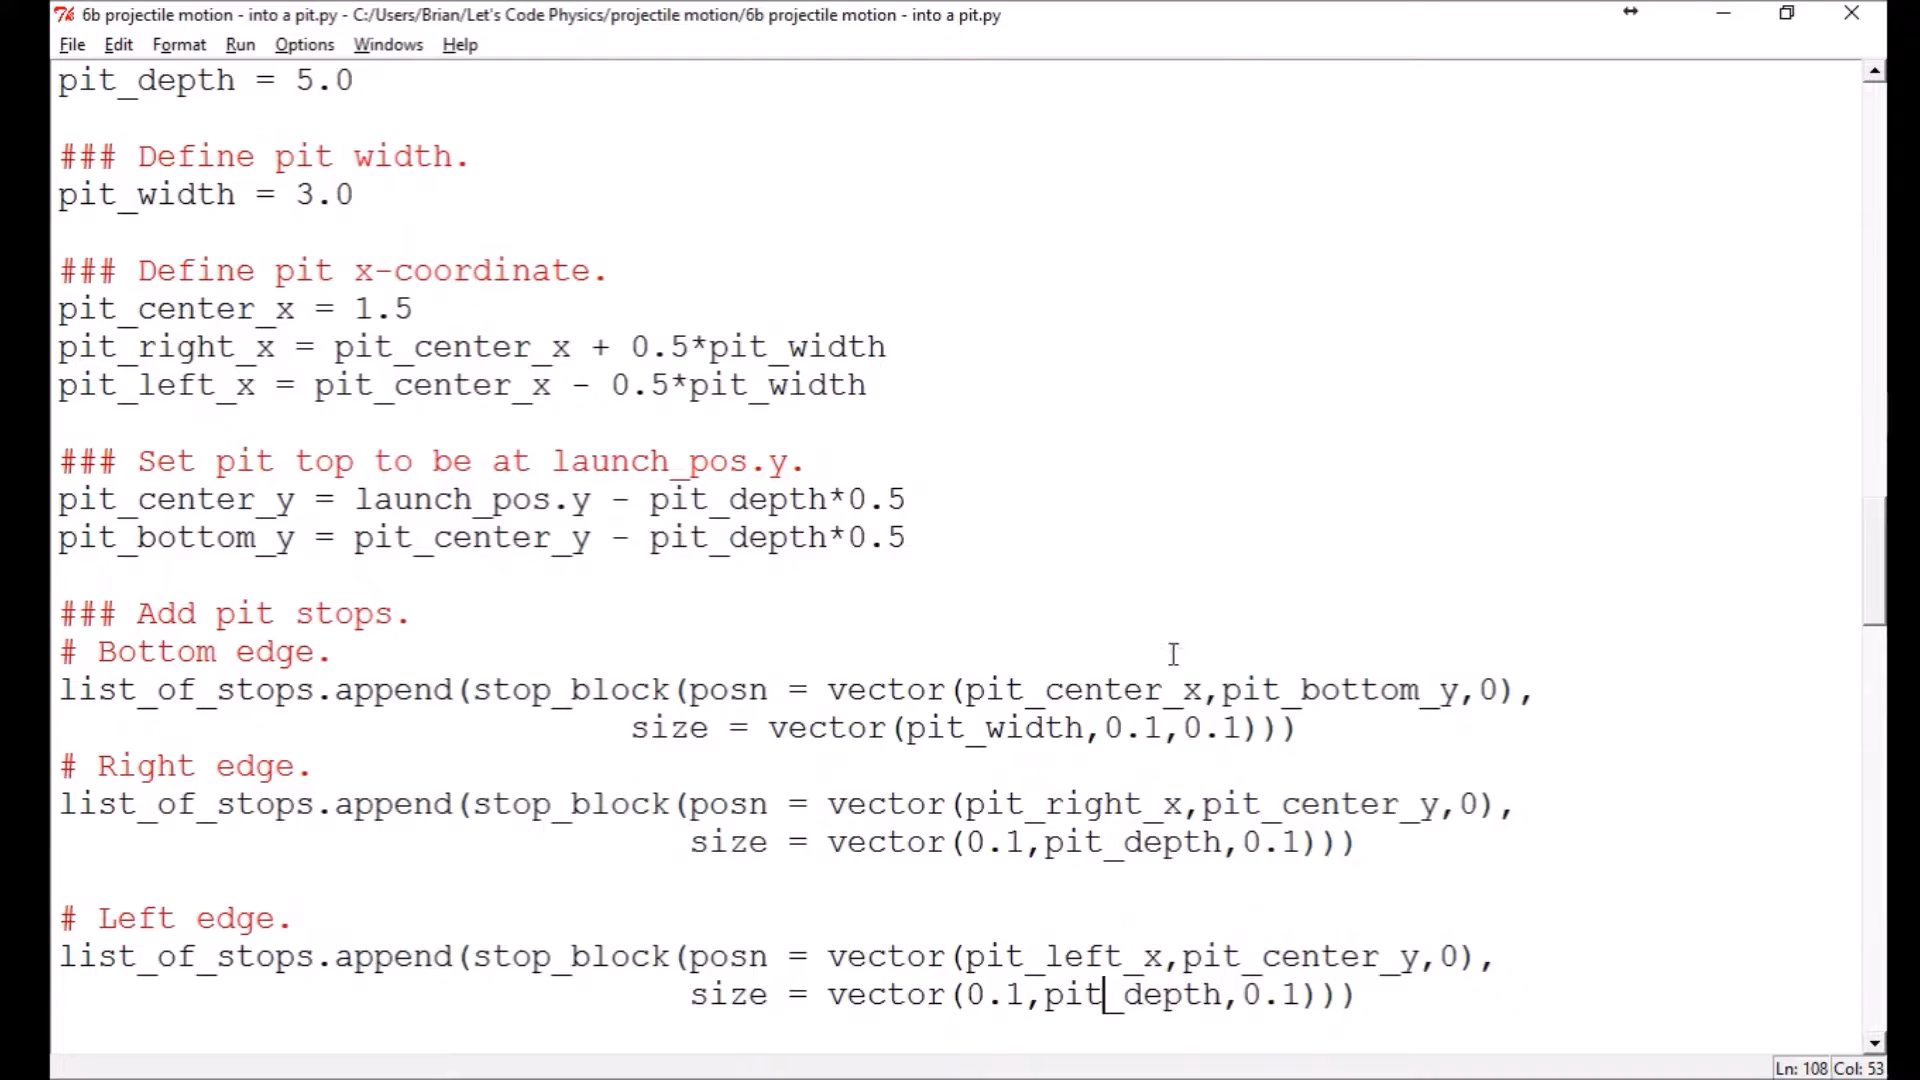 6b projectile motion - into a pit.py - C:/Users/Brian/Let's Code Physics/projectile motion/6b projectile motion - into a pit.py
File Edit Format Run Options Windows Help
pit_depth = 5.0
### Define pit width.
pit_width = 3.0
### Define pit x-coordinate.
pit_center_x = 1.5
pit_right_x = pit_center_x + 0.5*pit_width
pit_left_x = pit_center_x - 0.5*pit_width
### Set pit top to be at launch_pos.y.
pit_center_y = launch_pos.y - pit_depth*0.5
pit_bottom_y = pit_center_y - pit_depth*0.5
### Add pit stops.
# Bottom edge.
list_of_stops.append(stop_block(posn = vector(pit_center_x,pit_bottom_y,0),
size = vector(pit_width,0.1,0.1)))
# Right edge.
list_of_stops.append(stop_block(posn = vector(pit_right_x,pit_center_y,0),
size = vector(0.1,pit_depth,0.1)))
# Left edge.
list_of_stops.append(stop_block(posn = vector(pit_left_x,pit_center_y,0),
size = vector(0.1,pit_depth,0.1)))
Ln: 108 Col: 53